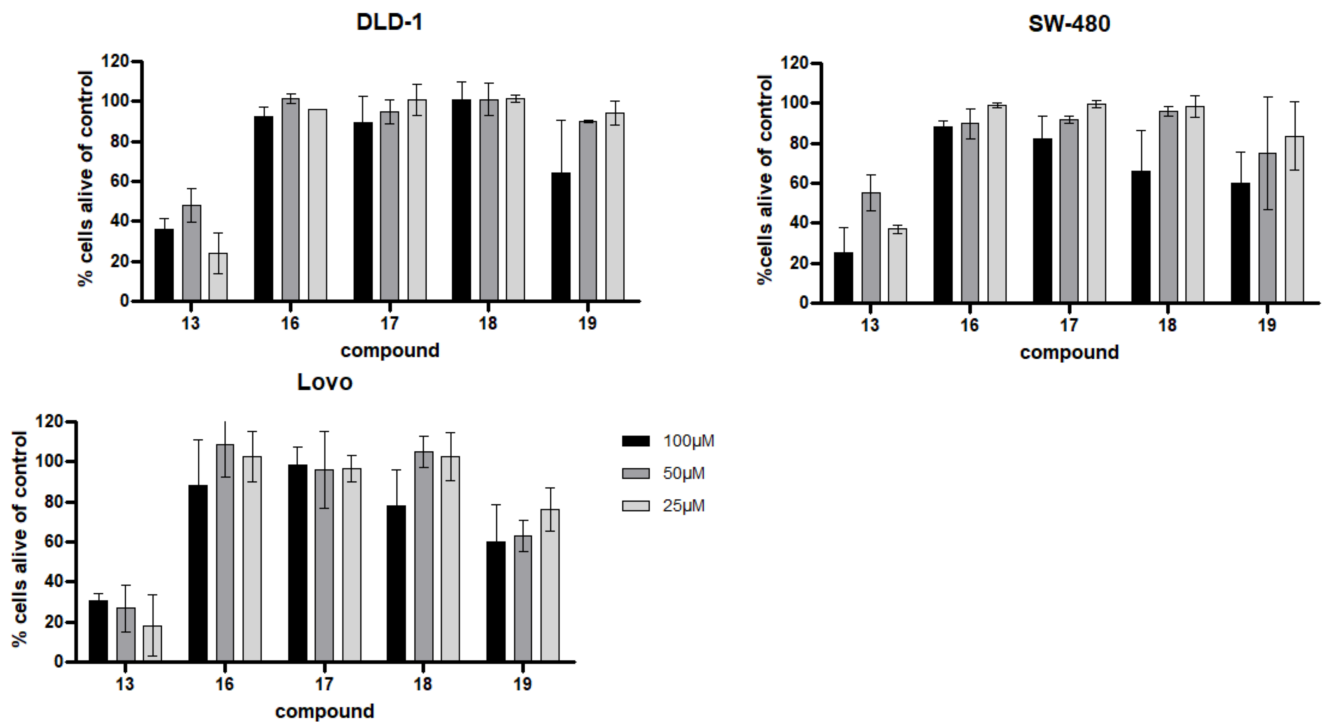 DLD-1
% cells alive of control
120
100
80
60
40
20
0
13 16 17 18 19
compound
SW-480
%cells alive of control
120
100
80
60
40
20
0
13 16 17 18 19
compound
Lovo
% cells alive of control
120
100
80
60
40
20
0
13 16 17 18 19
compound
100µM
50µM
25µM